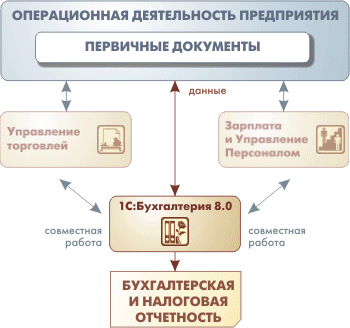 ОПЕРАЦИОННАЯ ДЕЯТЕЛЬНОСТЬ ПРЕДПРИЯТИЯ
ПЕРВИЧНЫЕ ДОКУМЕНТЫ
данные
Управление
торговлей
Зарплата
и Управление
Персоналом
1С:Бухгалтерия 8.0
совместная
работа
совместная
работа
БУХГАЛТЕРСКАЯ
И НАЛОГОВАЯ
ОТЧЕТНОСТЬ